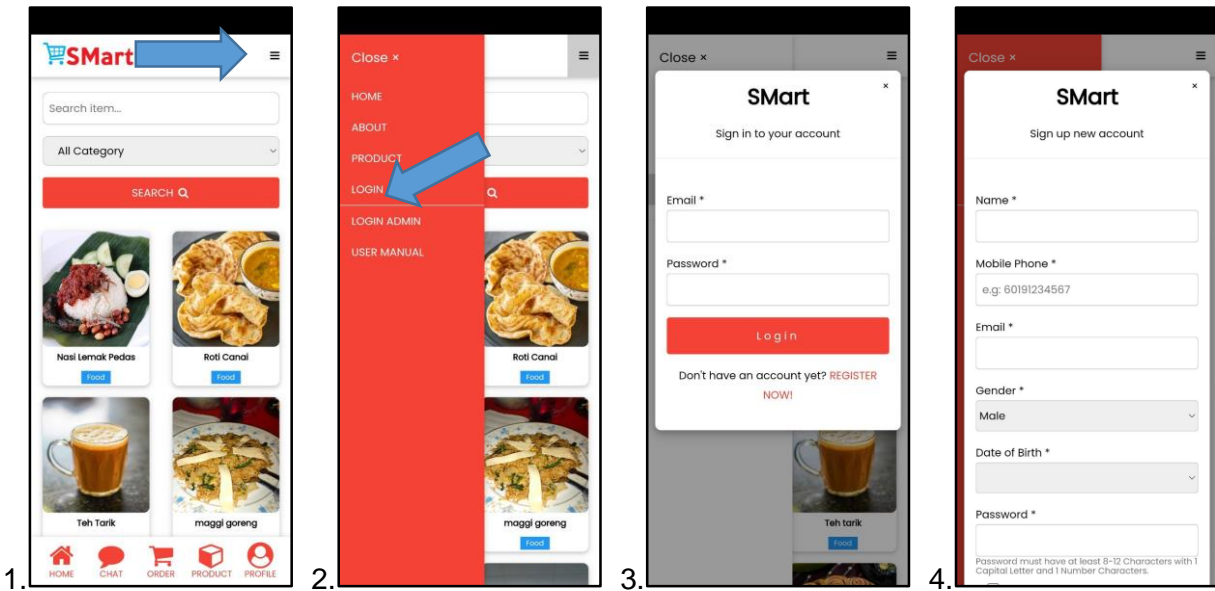 SMart
≡
Search item...
All Category
SEARCH
Nasi Lemak Pedas
Roti Canai
Food
Food
Teh Tarik
maggi goreng
HOME
CHAT
ORDER
PRODUCT
PROFILE
1.
Close ×
≡
HOME
ABOUT
PRODUCT
LOGIN
LOGIN ADMIN
USER MANUAL
Roti Canai
Food
maggi goreng
Food
2.
Close ×
≡
SMart
×
Sign in to your account
Email *
Password *
Login
Don't have an account yet? REGISTER
NOW!
Teh tarik
Food
3.
Close ×
≡
SMart
×
Sign up new account
Name *
Mobile Phone *
e.g: 60191234567
Email *
Gender *
Male
Date of Birth *
Password *
Password must have at least 8-12 Characters with 1
Capital Letter and 1 Number Characters.
4.